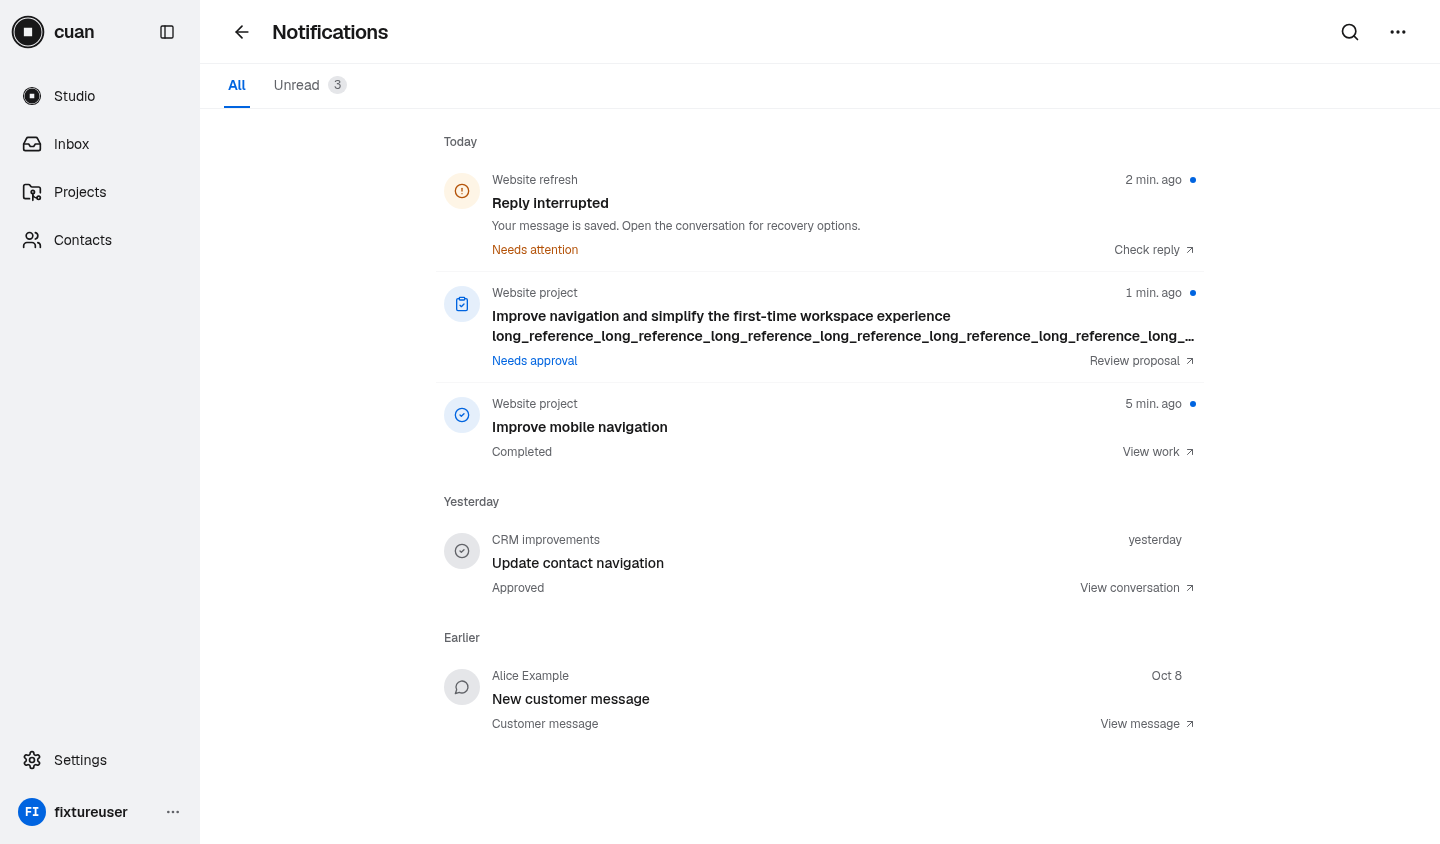 cuan
Notifications
Studio
Inbox
Projects
Contacts
Settings
FI fixtureuser
All
Unread 3
Today
Website refresh 2 min. ago
Reply interrupted
Your message is saved. Open the conversation for recovery options.
Needs attention Check reply
Website project 1 min. ago
Improve navigation and simplify the first-time workspace experience
long_reference_long_reference_long_reference_long_reference_long_reference_long_reference_long_...
Needs approval Review proposal
Website project 5 min. ago
Improve mobile navigation
Completed View work
Yesterday
CRM improvements yesterday
Update contact navigation
Approved View conversation
Earlier
Alice Example Oct 8
New customer message
Customer message View message